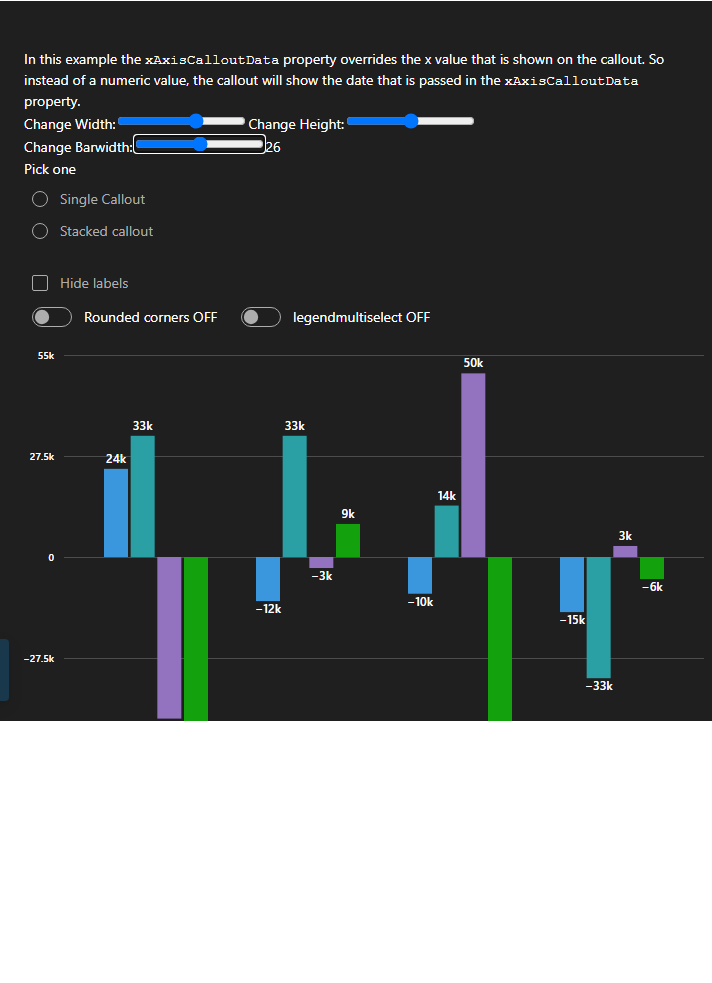 In this example the xAxisCalloutData property overrides the x value that is shown on the callout. So
instead of a numeric value, the callout will show the date that is passed in the xAxisCalloutData
property.
Change Width: Change Height:
Change Barwidth: 26
Pick one
Single Callout
Stacked callout
Hide labels
Rounded corners OFF legendmultiselect OFF
55k
50k
33k 33k
27.5k 24k
14k
9k
3k
0
−3k
−6k
−12k −10k
−15k
−27.5k
−33k